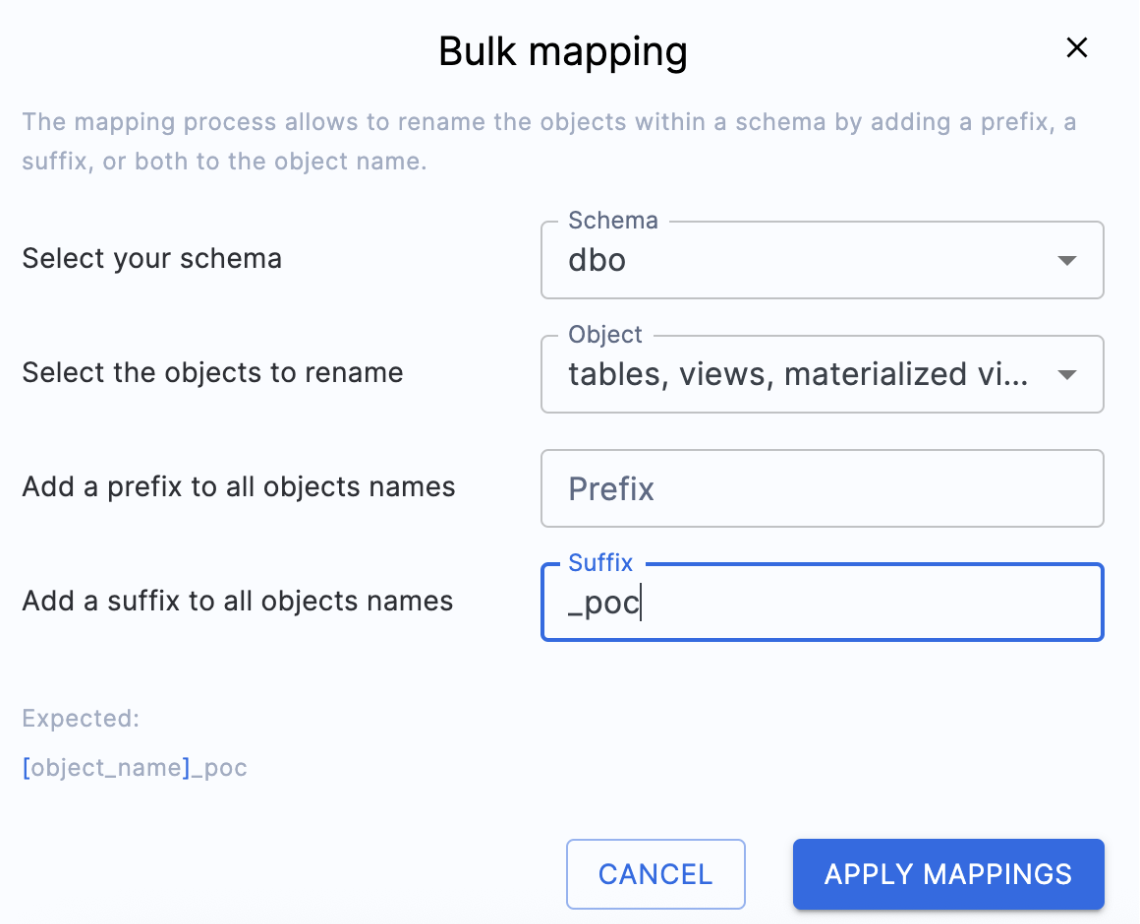 Bulk mapping
The mapping process allows to rename the objects within a schema by adding a prefix, a
suffix, or both to the object name.
Schema
Select your schema
dbo
Object
Select the objects to rename
tables, views, materialized vi...
Add a prefix to all objects names
Prefix
Suffix
Add a suffix to all objects names
_poc
Expected:
[object_name]_poc
CANCEL
APPLY MAPPINGS